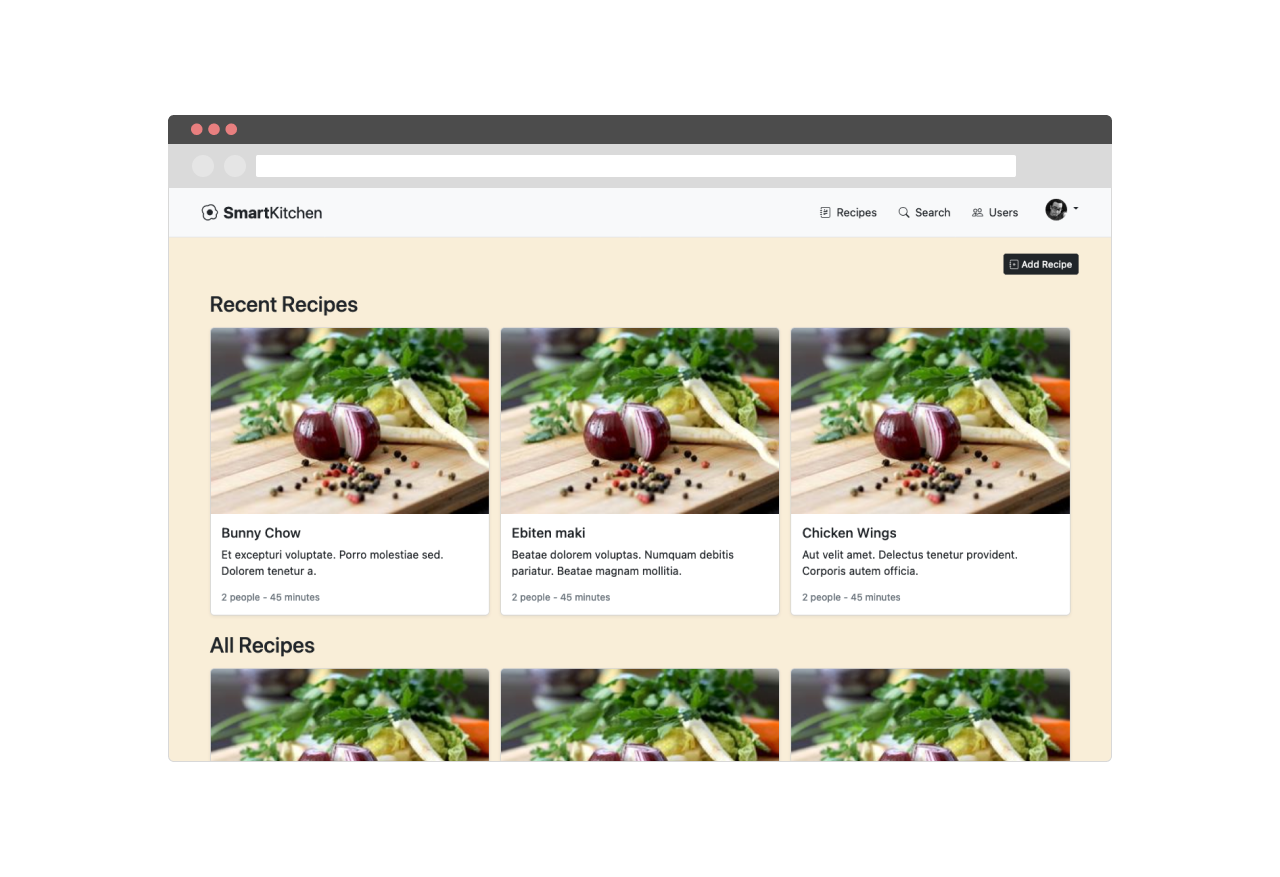 SmartKitchen
Recipes
Search
Users
Add Recipe
Recent Recipes
Bunny Chow
Et excepturi voluptate. Porro molestiae sed.
Dolorem tenetur a.
2 people - 45 minutes
Ebiten maki
Beatae dolorem voluptas. Numquam debitis
pariatur. Beatae magnam mollitia.
2 people - 45 minutes
Chicken Wings
Aut velit amet. Delectus tenetur provident.
Corporis autem officia.
2 people - 45 minutes
All Recipes